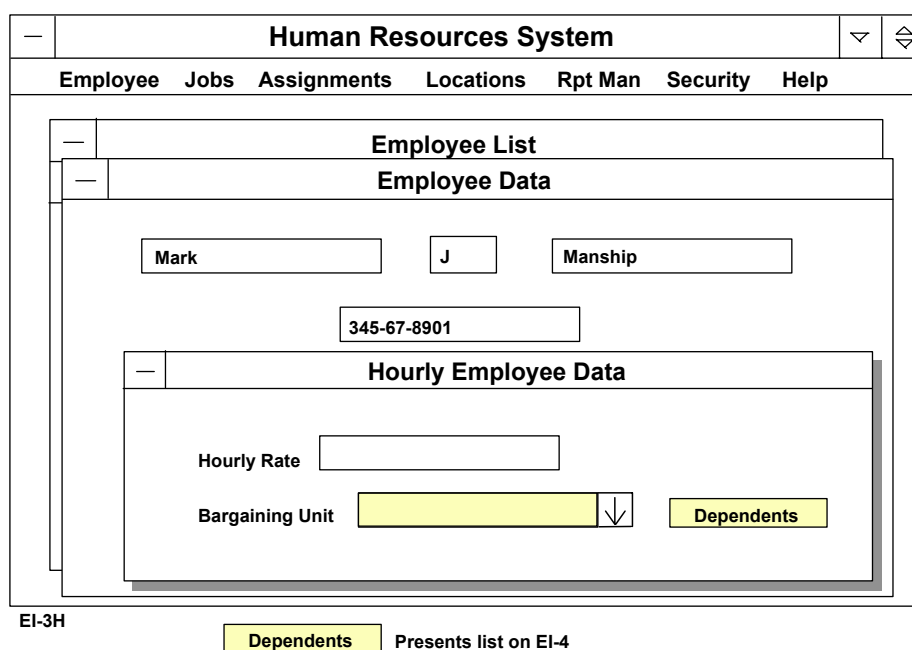 Human Resources System
Employee Jobs Assignments Locations Rpt Man Security Help
Employee List
Employee Data
Mark J Manship
345-67-8901
Hourly Employee Data
Hourly Rate
Bargaining Unit Dependents
EI-3H
Dependents Presents list on EI-4